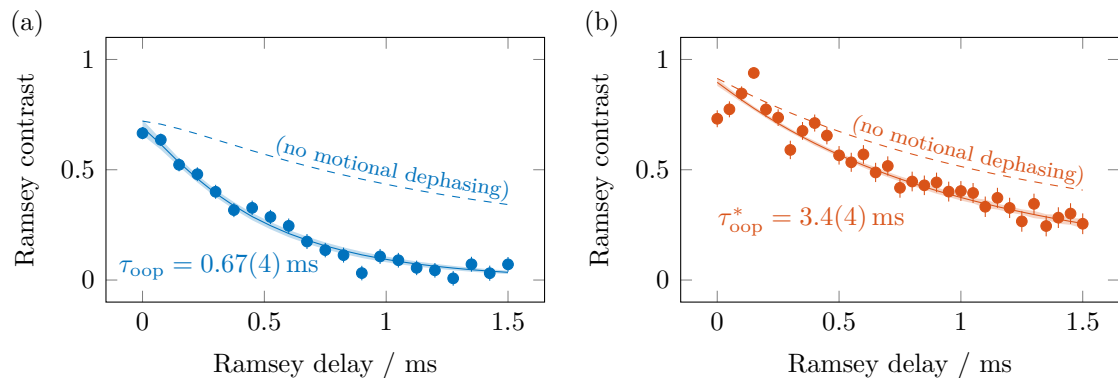 (a)
Ramsey contrast
1
0.5
0
(no motional dephasing)
τoop = 0.67(4) ms
0 0.5 1 1.5
Ramsey delay / ms
(b)
Ramsey contrast
1
0.5
0
(no motional dephasing)
τ*oop = 3.4(4) ms
0 0.5 1 1.5
Ramsey delay / ms